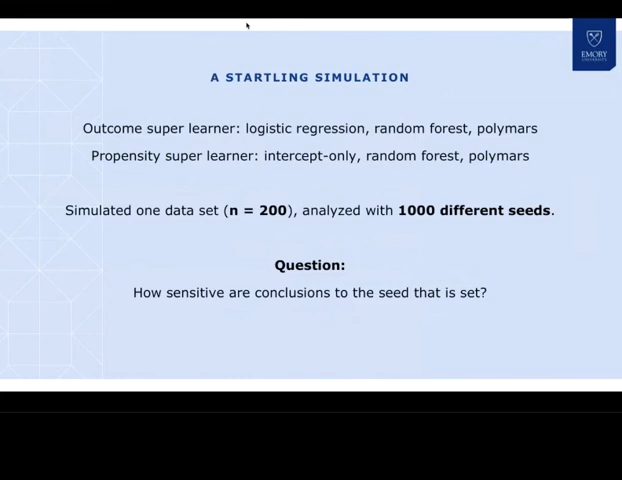 EMORY
UNIVERSITY
A STARTLING SIMULATION
Outcome super learner: logistic regression, random forest, polymars
Propensity super learner: intercept-only, random forest, polymars
Simulated one data set (n = 200), analyzed with 1000 different seeds.
Question:
How sensitive are conclusions to the seed that is set?